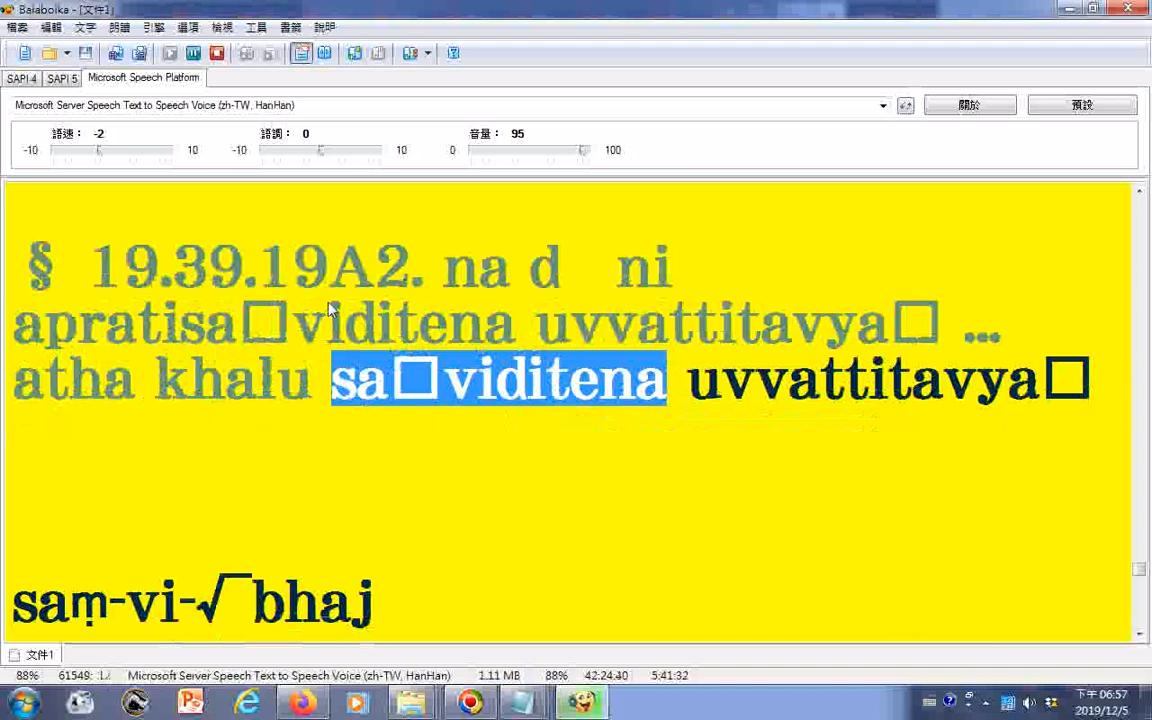 Balabolka - [文件1]
檔案 編輯 文字 朗讀 引擎 選項 檢視 工具 書籤 說明
SAPI 4 SAPI 5 Microsoft Speech Platform
Microsoft Server Speech Text to Speech Voice (zh-TW, HanHan) 關於 預設
語速： -2 語調： 0 音量： 95
-10 10 -10 10 0 100
§ 19.39.19A2. na d ni
apratisa□viditena uvvattitavya□ ...
atha khalu sa□viditena uvvattitavya□
saṃ-vi-√bhaj
文件1
88% Microsoft Server Speech Text to Speech Voice (zh-TW, HanHan) 1.11 MB 88% 42:24:40 5:41:32
下午 06:57
2019/12/5